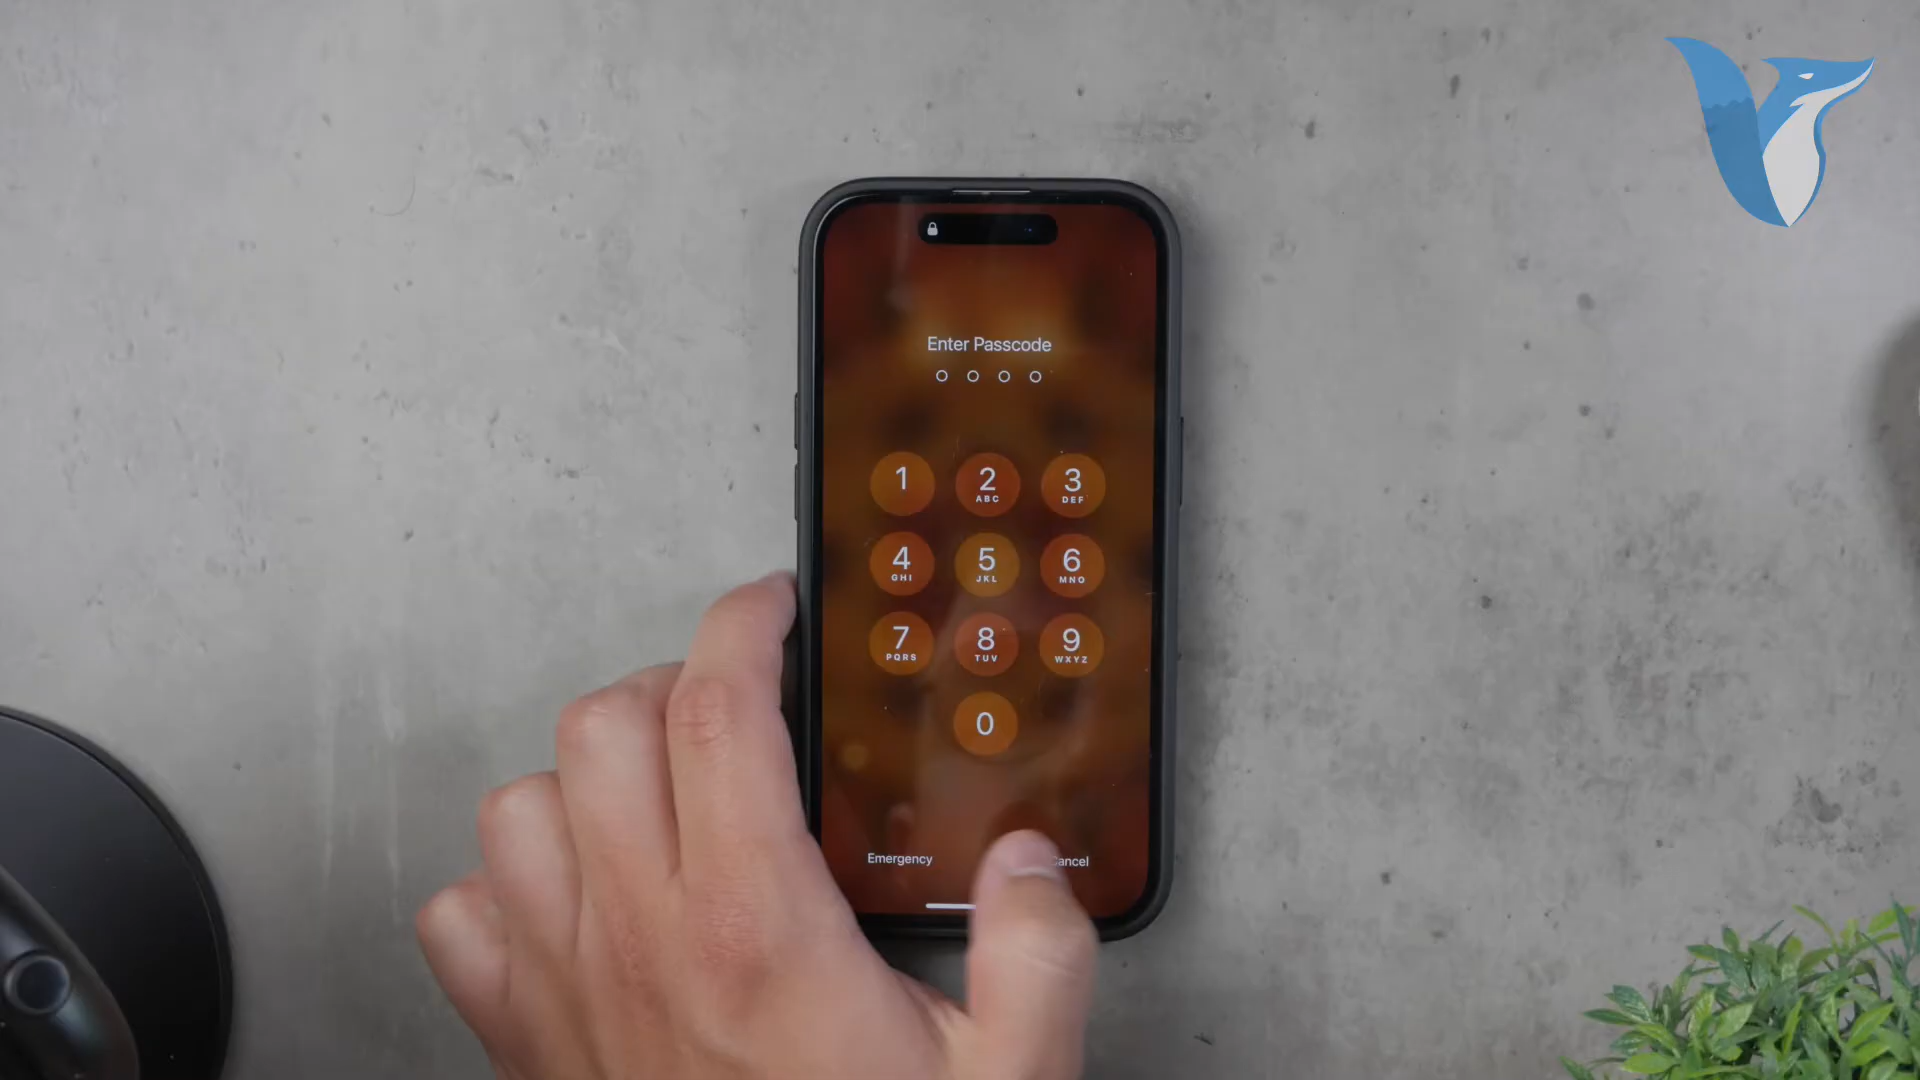 Enter Passcode
1 2 3
ABC DEF
4 5 6
GHI JKL MNO
7 8 9
PQRS TUV WXYZ
0
Emergency ancel